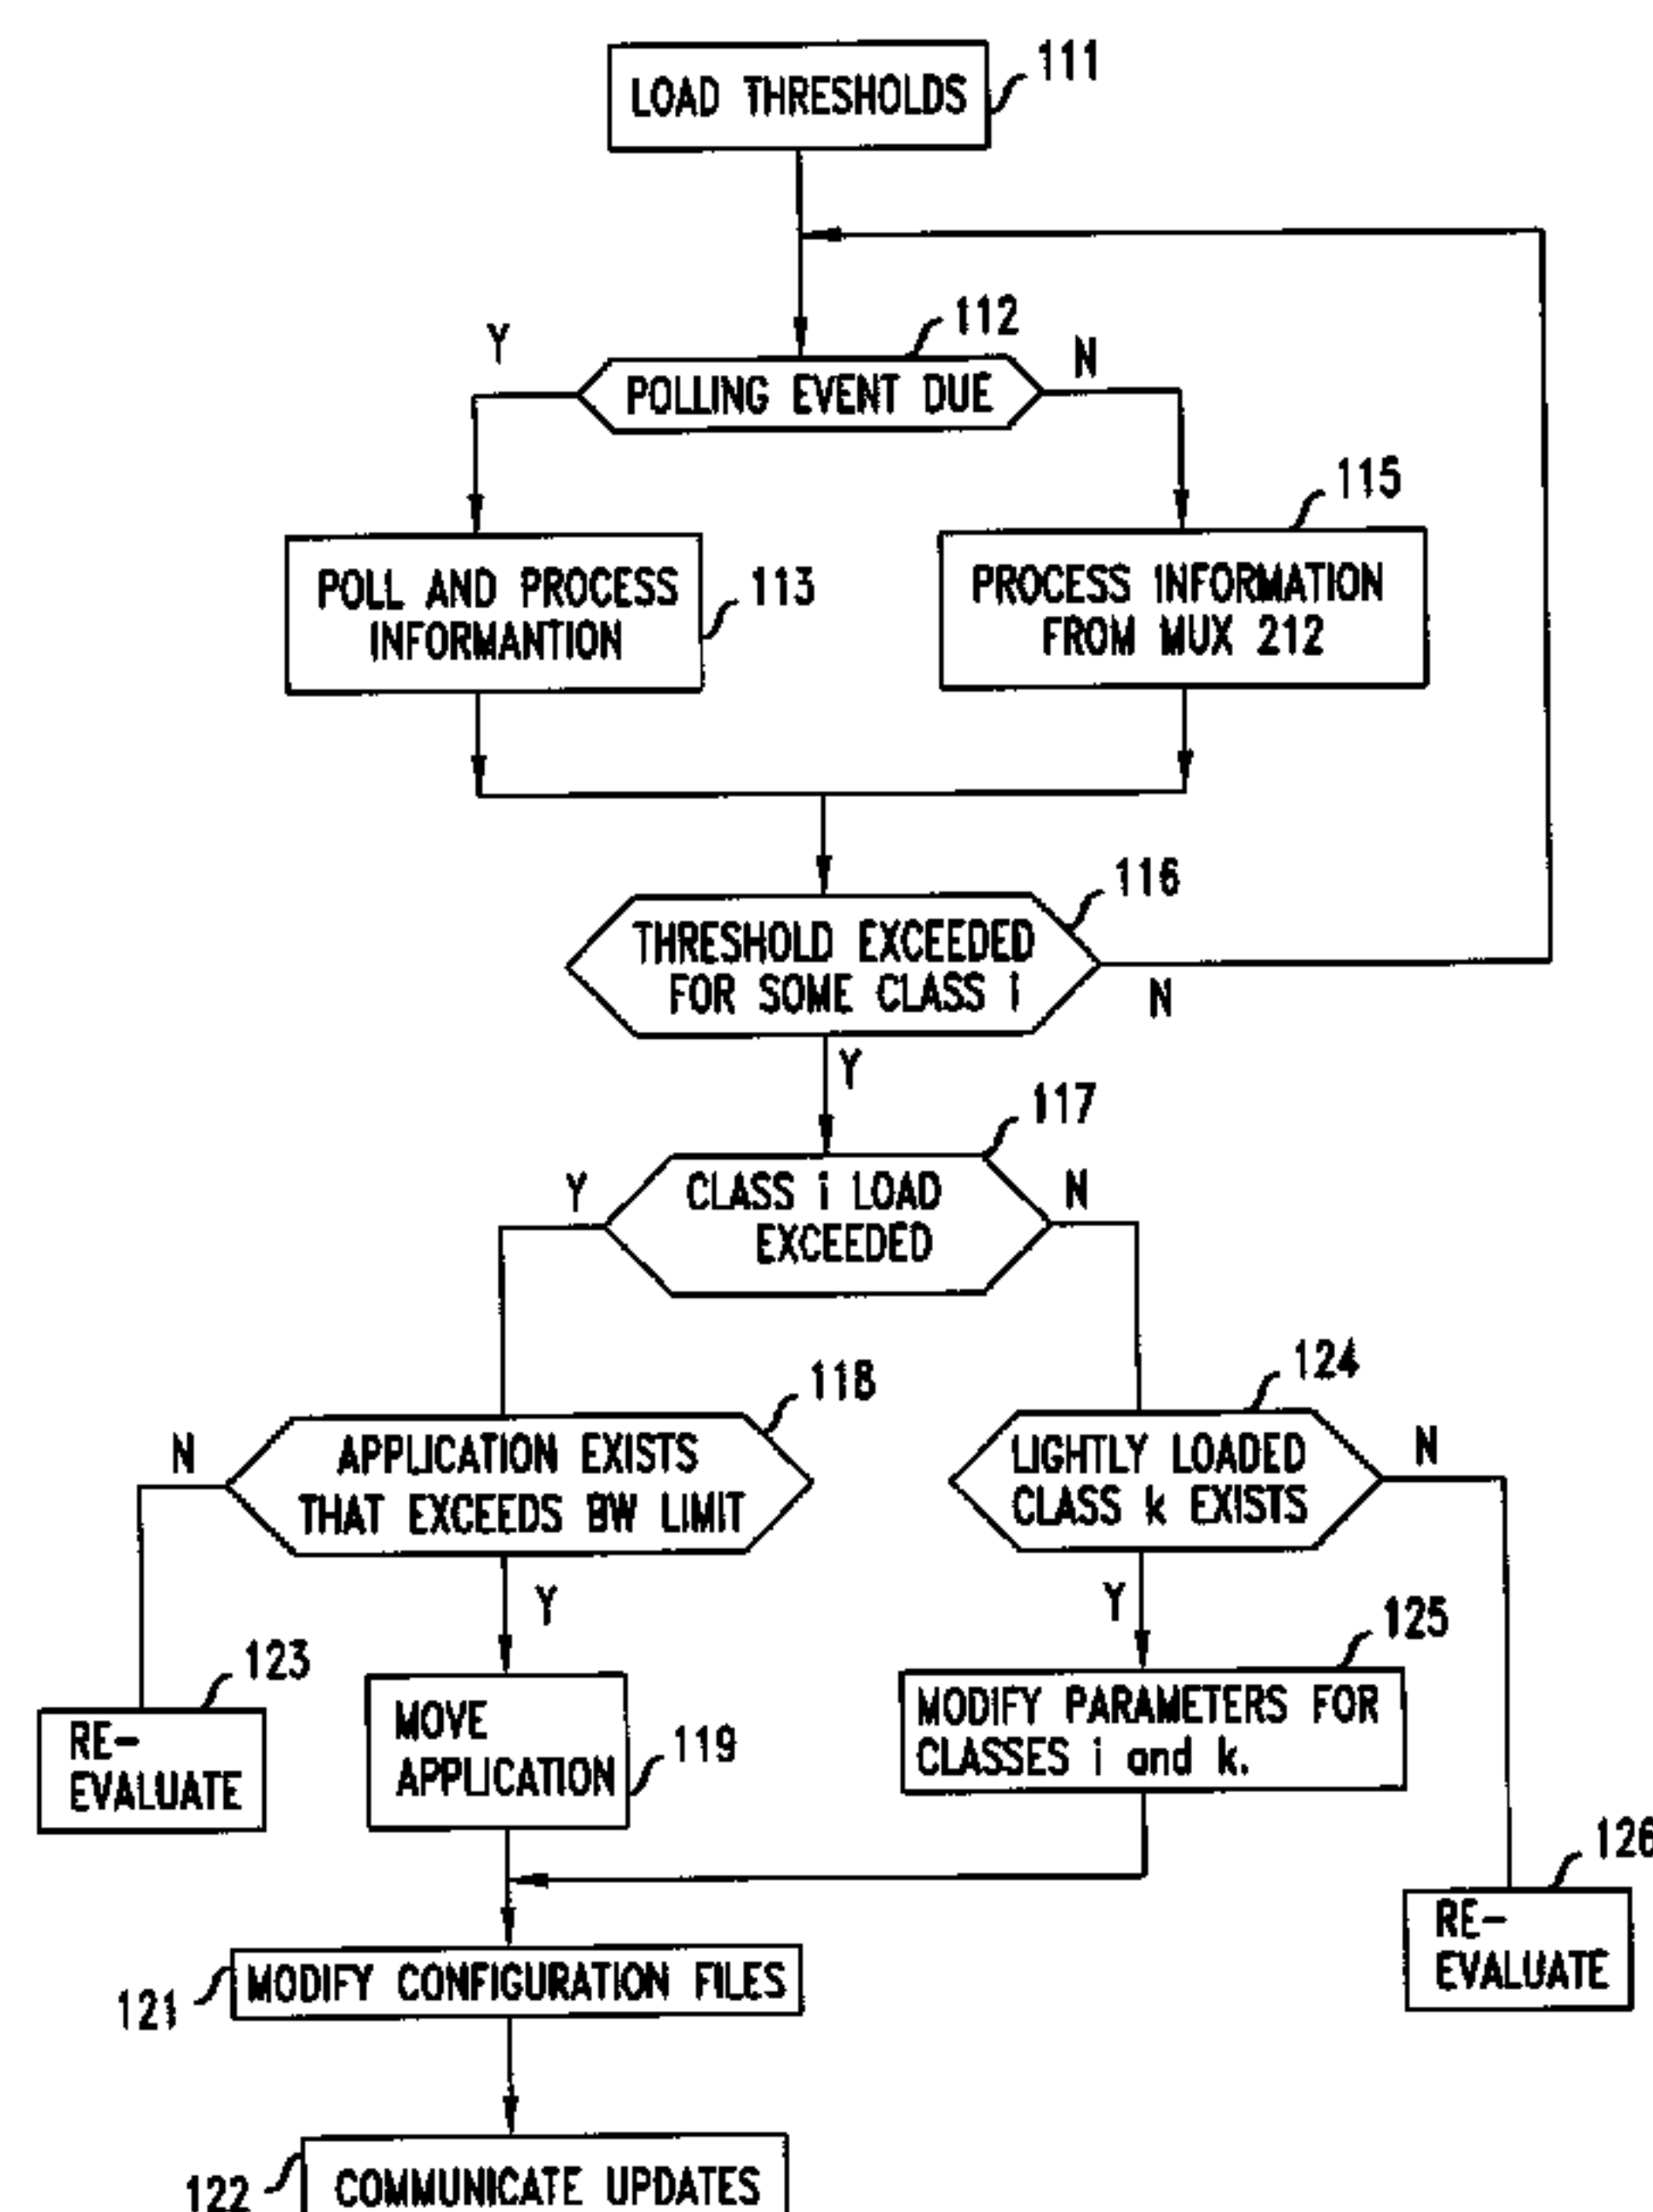 111
LOAD THRESHOLDS
112
Y
N
POLLING EVENT DUE
115
POLL AND PROCESS
INFORMANTION
113
PROCESS INFORMATION
FROM MUX 212
116
THRESHOLD EXCEEDED
FOR SOME CLASS i
N
Y
117
Y
N
CLASS i LOAD
EXCEEDED
118
124
N
APPLICATION EXISTS
THAT EXCEEDS BW LIMIT
LIGHTLY LOADED
CLASS k EXISTS
N
Y
Y
125
123
RE-
EVALUATE
MOVE
APPLICATION
119
MODIFY PARAMETERS FOR
CLASSES i and k.
126
RE-
EVALUATE
121
MODIFY CONFIGURATION FILES
122
COMMUNICATE UPDATES